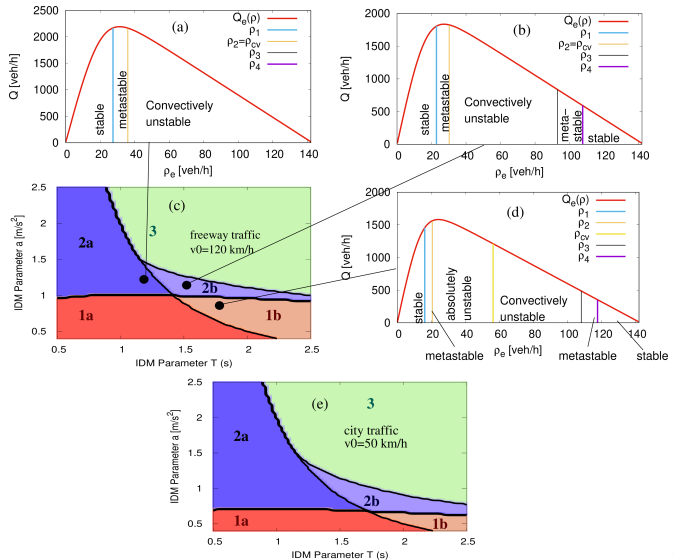 (a)
Q [veh/h]
2500
2000
1500
1000
500
0
Qe(ρ)
ρ1
ρ2=ρcv
ρ3
ρ4
stable
metastable
Convectively
unstable
0 20 40 60 80 100 120 140
ρe [veh/h]
(b)
Q [veh/h]
2000
1500
1000
500
0
Qe(ρ)
ρ1
ρ2=ρcv
ρ3
ρ4
stable
metastable
Convectively
unstable
meta-
stable
stable
0 20 40 60 80 100 120 140
ρe [veh/h]
(c)
IDM Parameter a [m/s²]
2.5
2
1.5
1
0.5
3
freeway traffic
v0=120 km/h
2a
2b
1a
1b
0.5 1 1.5 2 2.5
IDM Parameter T (s)
(d)
Q [veh/h]
2000
1500
1000
500
0
Qe(ρ)
ρ1
ρ2
ρcv
ρ3
ρ4
stable
absolutely
unstable
Convectively
unstable
0 20 40 60 80 100 120 140
metastable
ρe [veh/h]
metastable
stable
(e)
IDM Parameter a [m/s²]
2.5
2
1.5
1
0.5
3
city traffic
v0=50 km/h
2a
2b
1a
1b
0.5 1 1.5 2 2.5
IDM Parameter T (s)